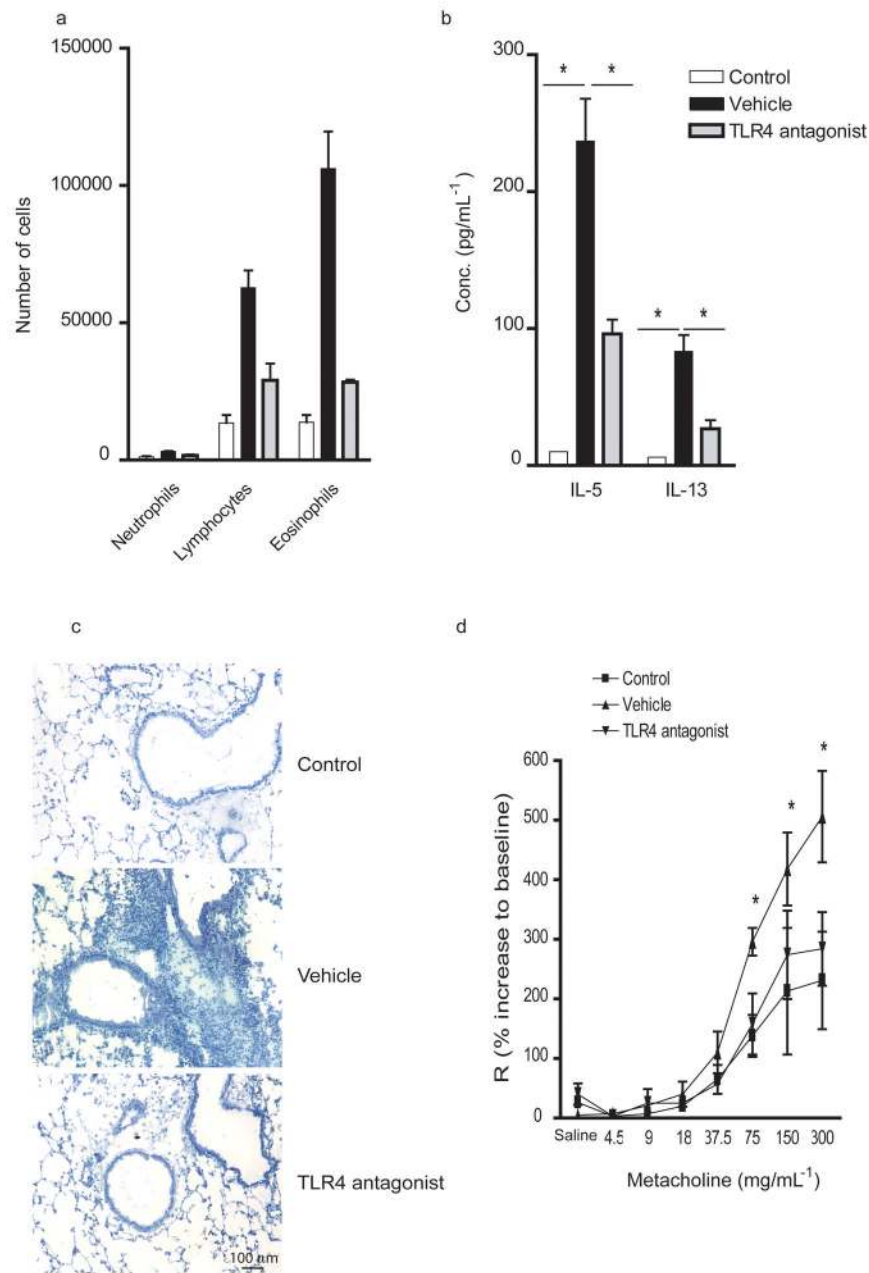 a
150000
100000
50000
0
Number of cells
Neutrophils
Lymphocytes
Eosinophils
b
300
200
100
0
Conc. (pg/mL-1)
* *
* *
IL-5 IL-13
Control
Vehicle
TLR4 antagonist
c
Control
Vehicle
TLR4 antagonist
100 µm
d
Control
Vehicle
TLR4 antagonist
600
500
400
300
200
100
0
R (% increase to baseline)
*
*
*
Saline 4.5 9 18 37.5 75 150 300
Metacholine (mg/mL-1)